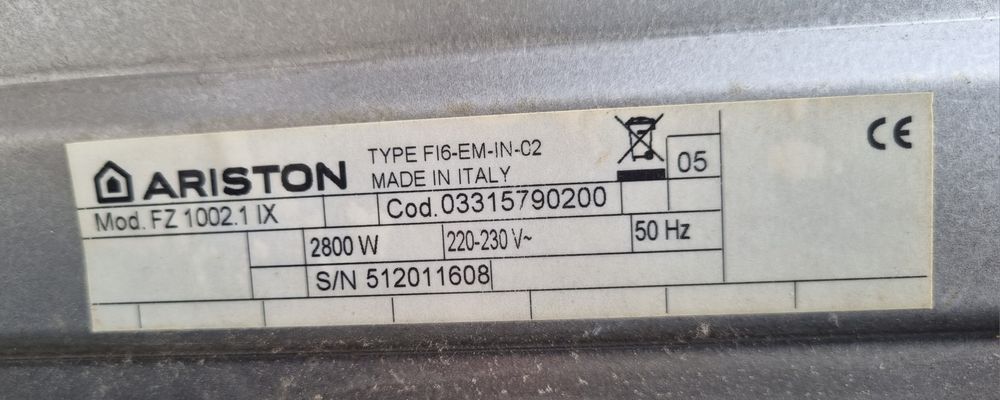 ARISTON
TYPE FI6-EM-IN-C2
MADE IN ITALY
05
CE
Mod. FZ 1002.1 IX
Cod. 03315790200
2800 W
220-230 V~
50 Hz
S/N 512011608